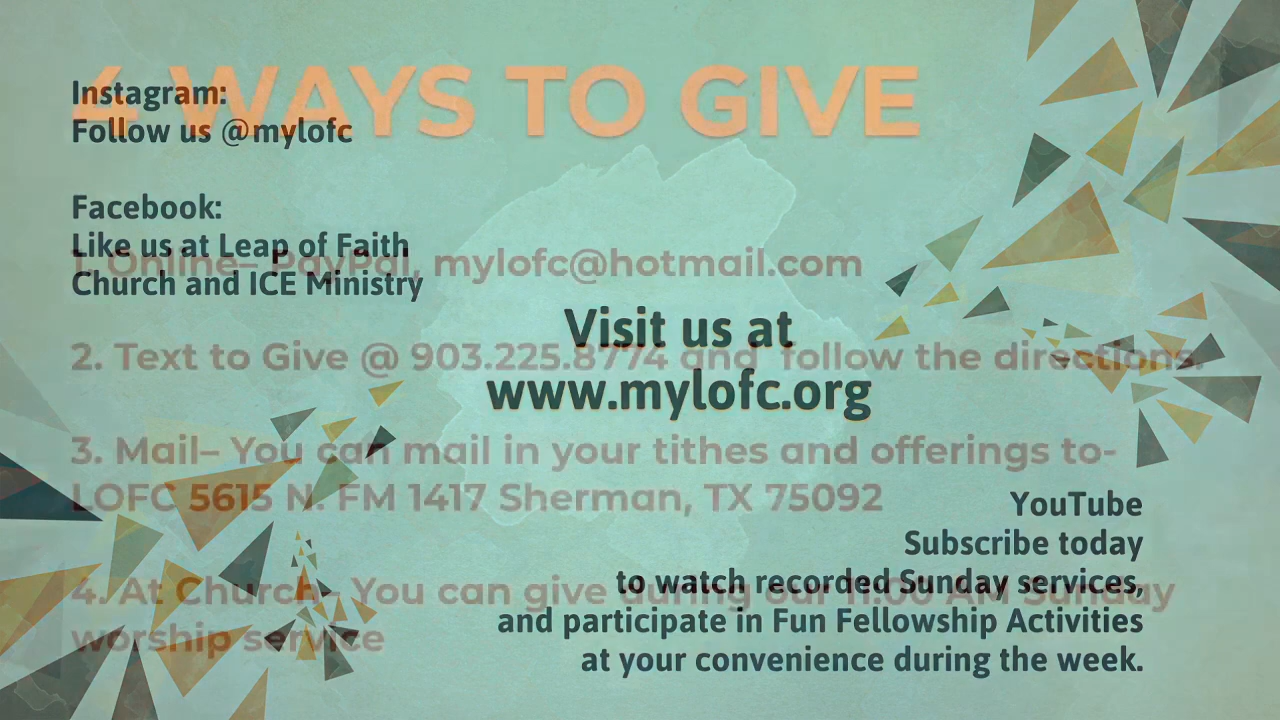 4 WAYS TO GIVE
Instagram:
Follow us @mylofc
Facebook:
Like us at Leap of Faith
Church and ICE Ministry
1. Online– PayPal, mylofc@hotmail.com
Visit us at
www.mylofc.org
2. Text to Give @ 903.225.8774 and follow the directions.
3. Mail– You can mail in your tithes and offerings to-
LOFC 5615 N. FM 1417 Sherman, TX 75092
YouTube
Subscribe today
to watch recorded Sunday services,
and participate in Fun Fellowship Activities
at your convenience during the week.
4. At Church– You can give during our 11:00 AM Sunday
worship service